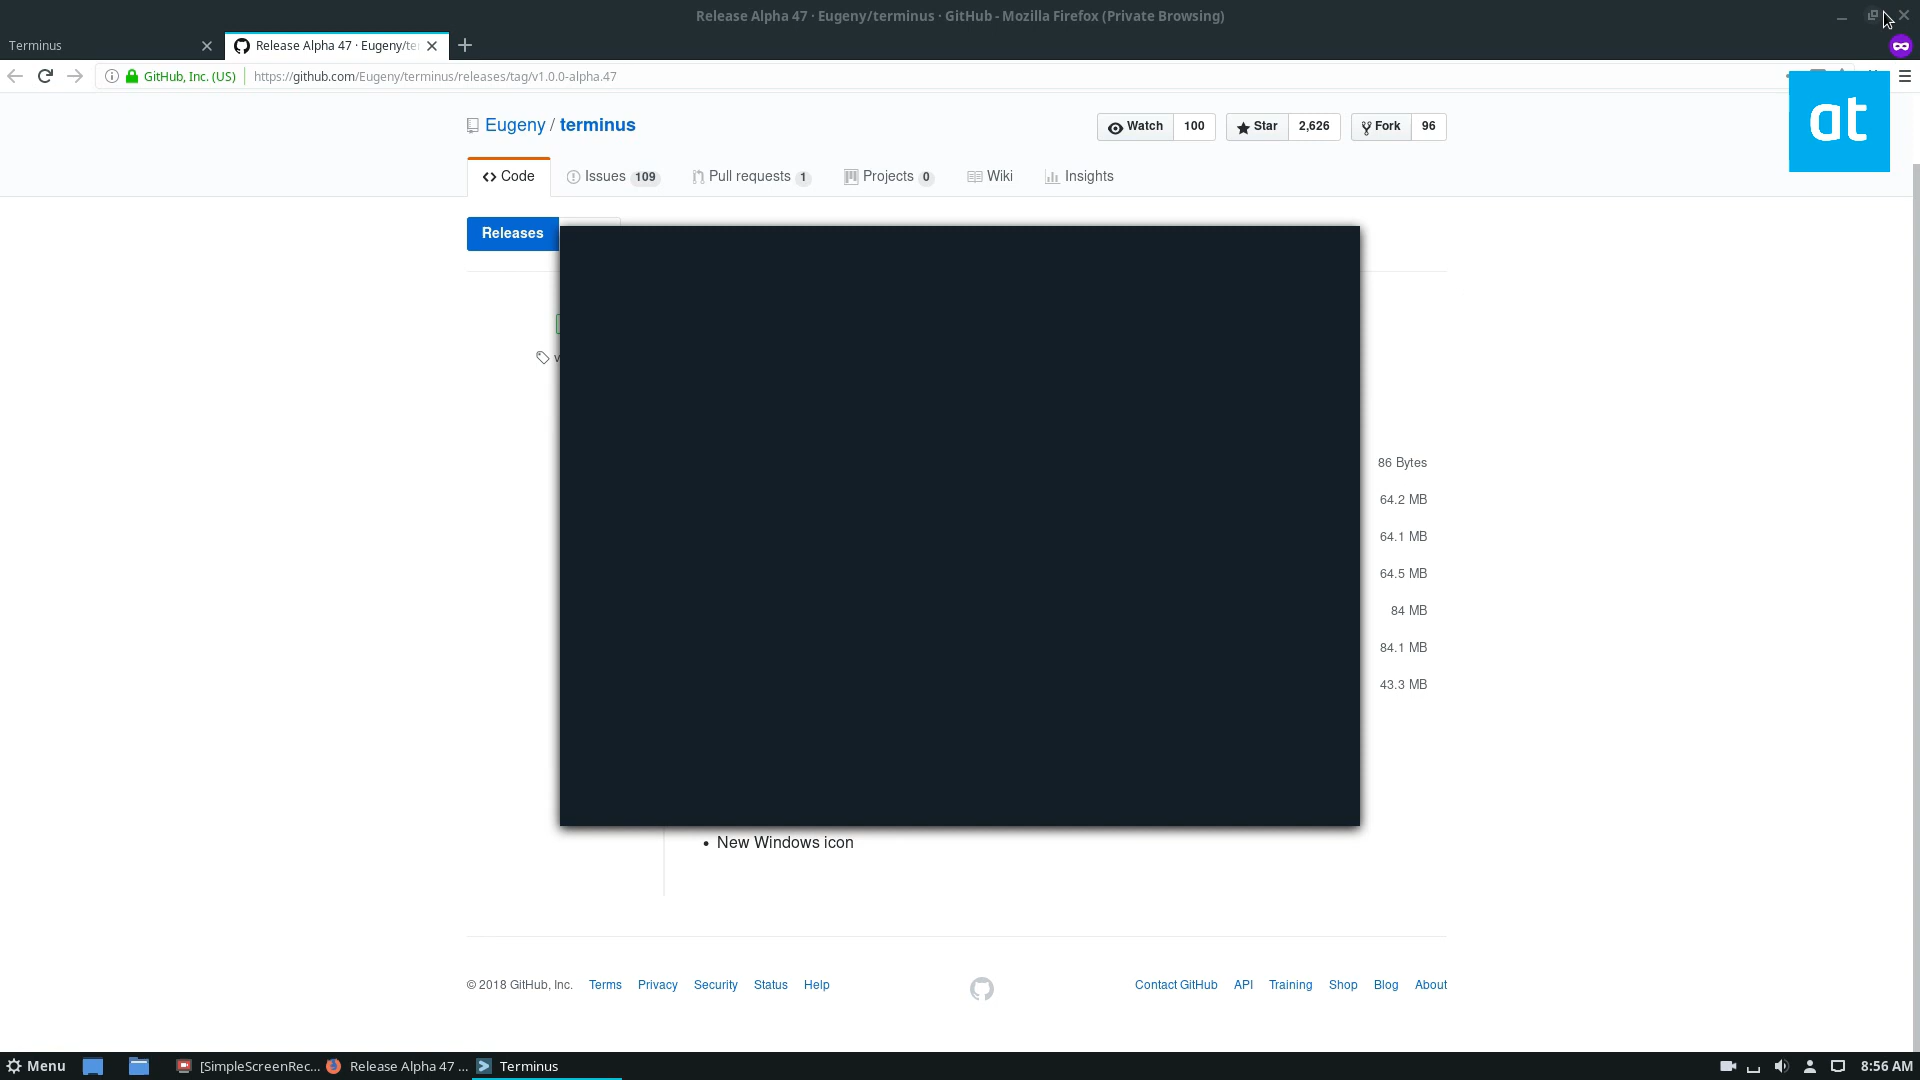 Release Alpha 47 · Eugeny/terminus · GitHub - Mozilla Firefox (Private Browsing)
Terminus
Release Alpha 47 · Eugeny/te
GitHub, Inc. (US)
https://github.com/Eugeny/terminus/releases/tag/v1.0.0-alpha.47
at
Eugeny / terminus
Watch 100
Star 2,626
Fork 96
Code
Issues 109
Pull requests 1
Projects 0
Wiki
Insights
Releases
v
86 Bytes
64.2 MB
64.1 MB
64.5 MB
84 MB
84.1 MB
43.3 MB
• New Windows icon
© 2018 GitHub, Inc. Terms Privacy Security Status Help
Contact GitHub API Training Shop Blog About
Menu
[SimpleScreenRec...
Release Alpha 47 ...
Terminus
8:56 AM